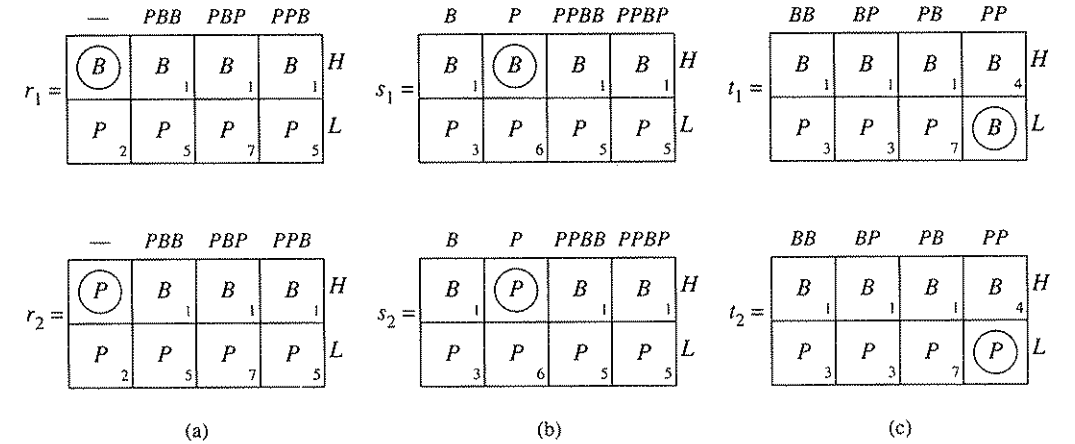 — PBB PBP PPB B P PPBB PPBP BB BP PB PP
B B 1 B 1 B 1 H B 1 B B 1 B 1 H B 1 B 1 B 1 B 4 H
r1 = s1 = t1 =
P 2 P 5 P 7 P 5 L P 3 P 6 P 5 P 5 L P 3 P 3 P 7 B L
— PBB PBP PPB B P PPBB PPBP BB BP PB PP
P B 1 B 1 B 1 H B 1 P B 1 B 1 H B 1 B 1 B 1 B 4 H
r2 = s2 = t2 =
P 2 P 5 P 7 P 5 L P 3 P 6 P 5 P 5 L P 3 P 3 P 7 P L
(a) (b) (c)